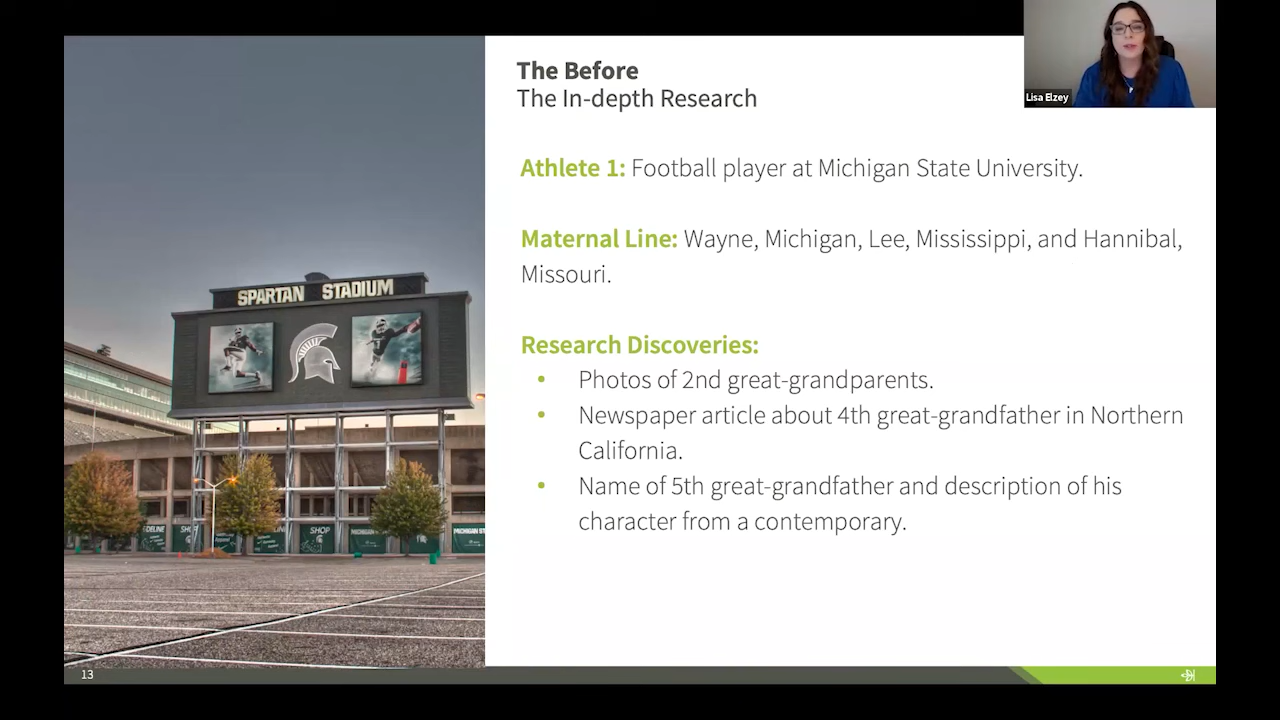 The Before
The In-depth Research
Lisa Elzey
Athlete 1: Football player at Michigan State University.
Maternal Line: Wayne, Michigan, Lee, Mississippi, and Hannibal,
Missouri.
Research Discoveries:
• Photos of 2nd great-grandparents.
• Newspaper article about 4th great-grandfather in Northern
California.
• Name of 5th great-grandfather and description of his
character from a contemporary.
SPARTAN STADIUM
SHOP
13